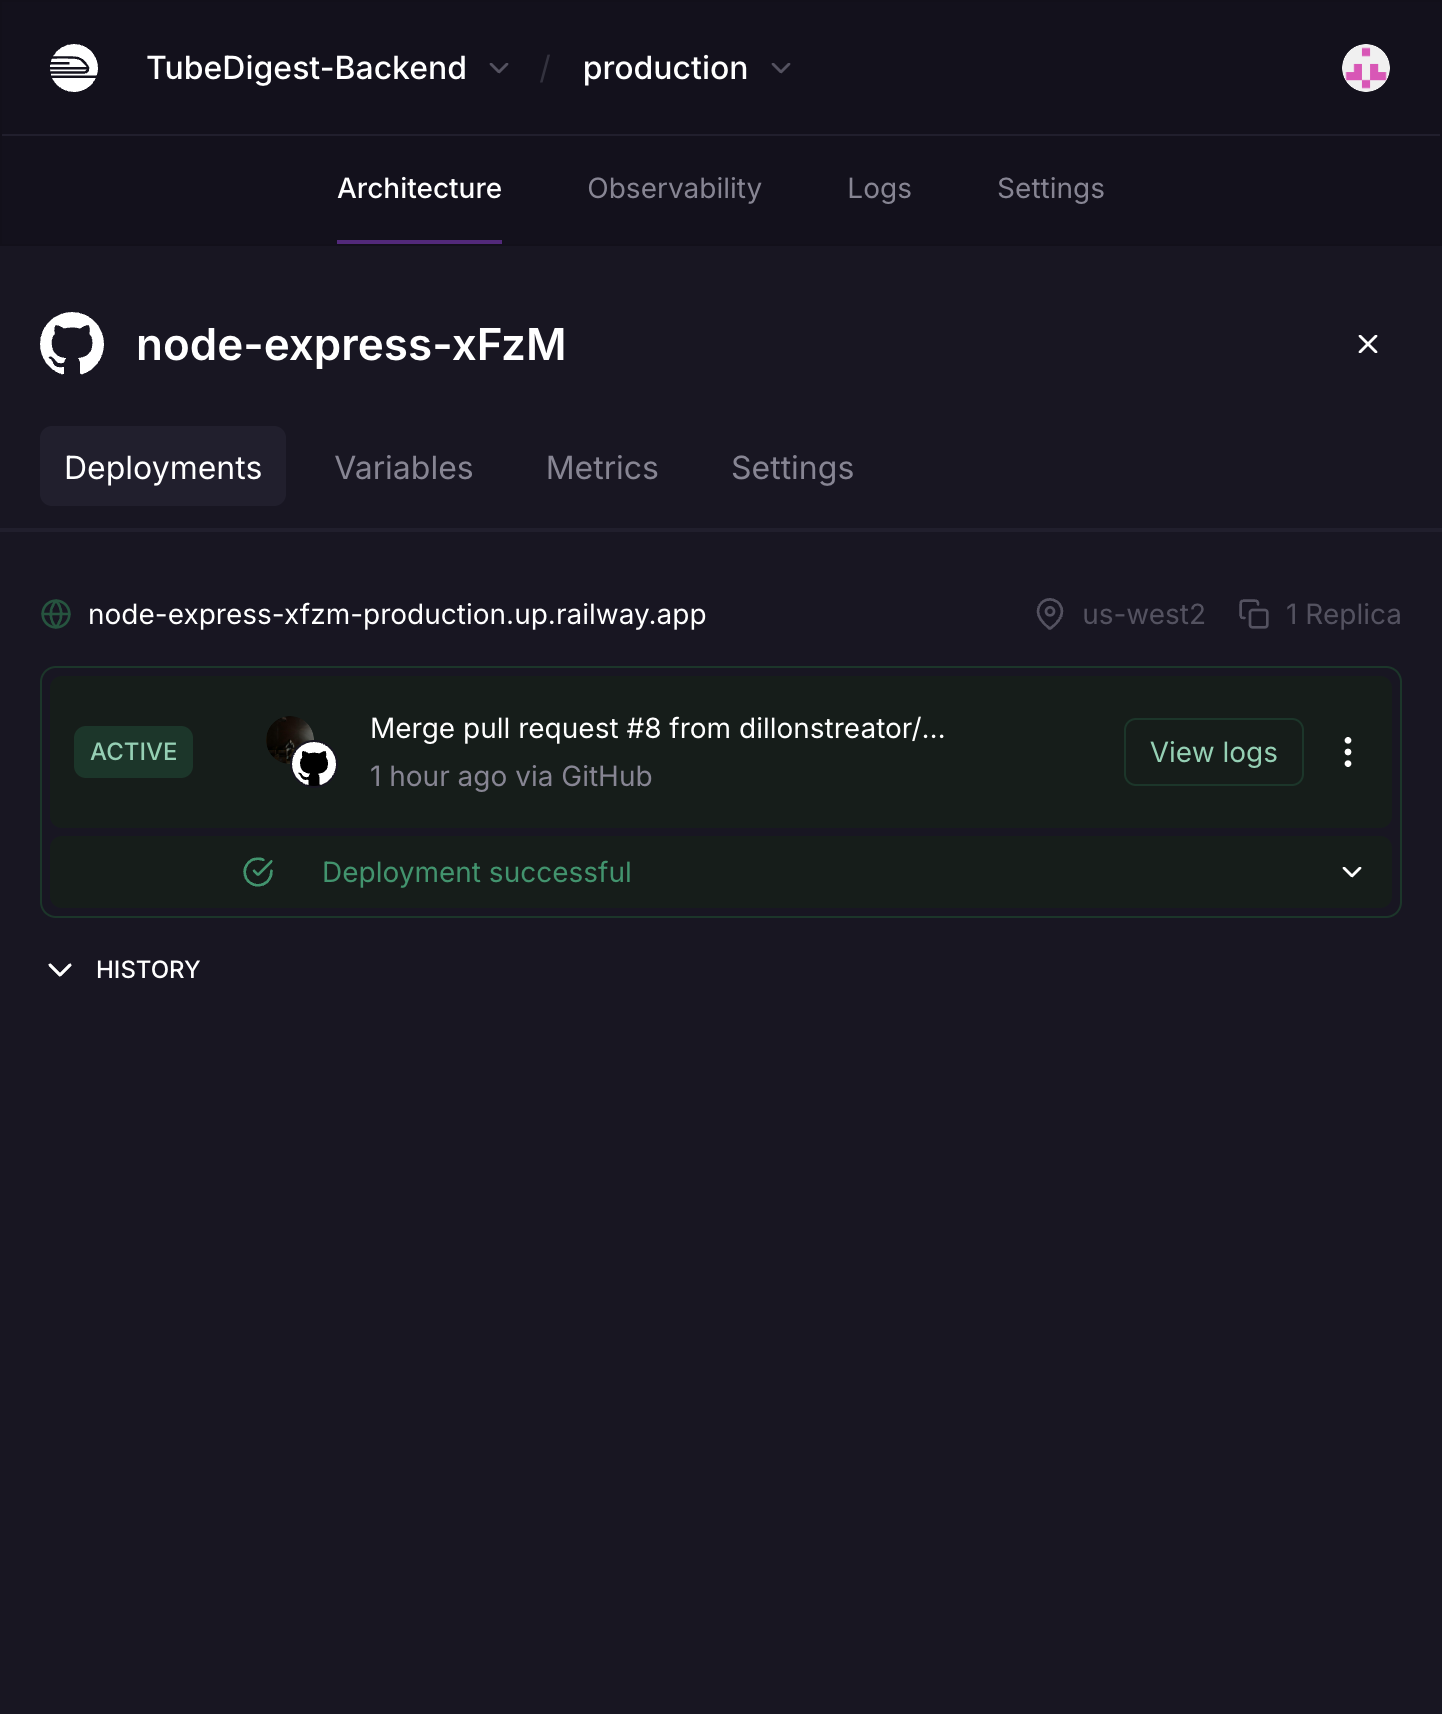 TubeDigest-Backend / production
Architecture Observability Logs Settings
node-express-xFzM
Deployments Variables Metrics Settings
node-express-xfzm-production.up.railway.app us-west2 1 Replica
ACTIVE Merge pull request #8 from dillonstreator/... View logs
1 hour ago via GitHub
Deployment successful
HISTORY